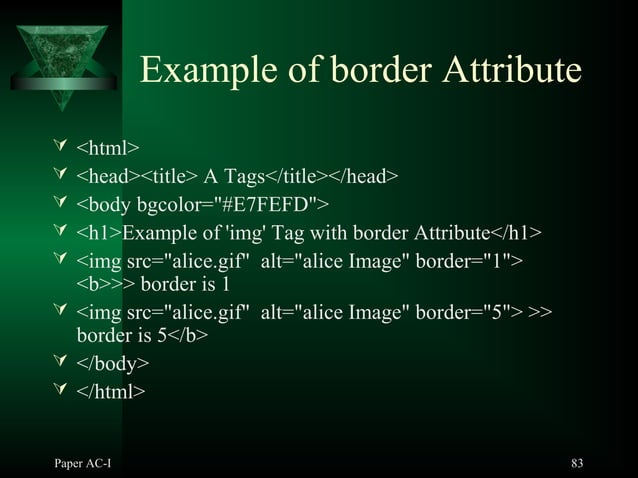 Example of border Attribute
<html>
<head><title> A Tags</title></head>
<body bgcolor="#E7FEFD">
<h1>Example of 'img' Tag with border Attribute</h1>
<img src="alice.gif"  alt="alice Image" border="1">
<b>>> border is 1
<img src="alice.gif"  alt="alice Image" border="5"> >>
border is 5</b>
</body>
</html>
Paper AC-I
83